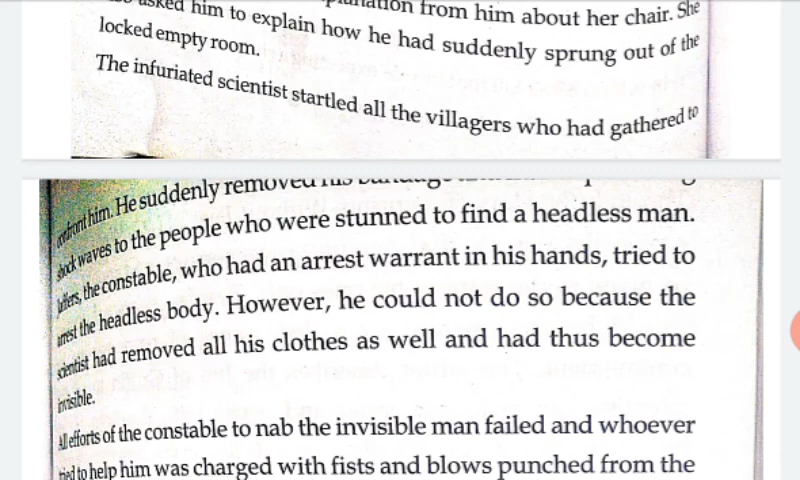 asked him to explain how he had suddenly sprung out of the
from him about her chair. She
locked empty room.
The infuriated scientist startled all the villagers who had gathered to
confront him. He suddenly removed his
shock waves to the people who were stunned to find a headless man.
Jaffers, the constable, who had an arrest warrant in his hands, tried to
arrest the headless body. However, he could not do so because the
scientist had removed all his clothes as well and had thus become
invisible.
All efforts of the constable to nab the invisible man failed and whoever
tried to help him was charged with fists and blows punched from the